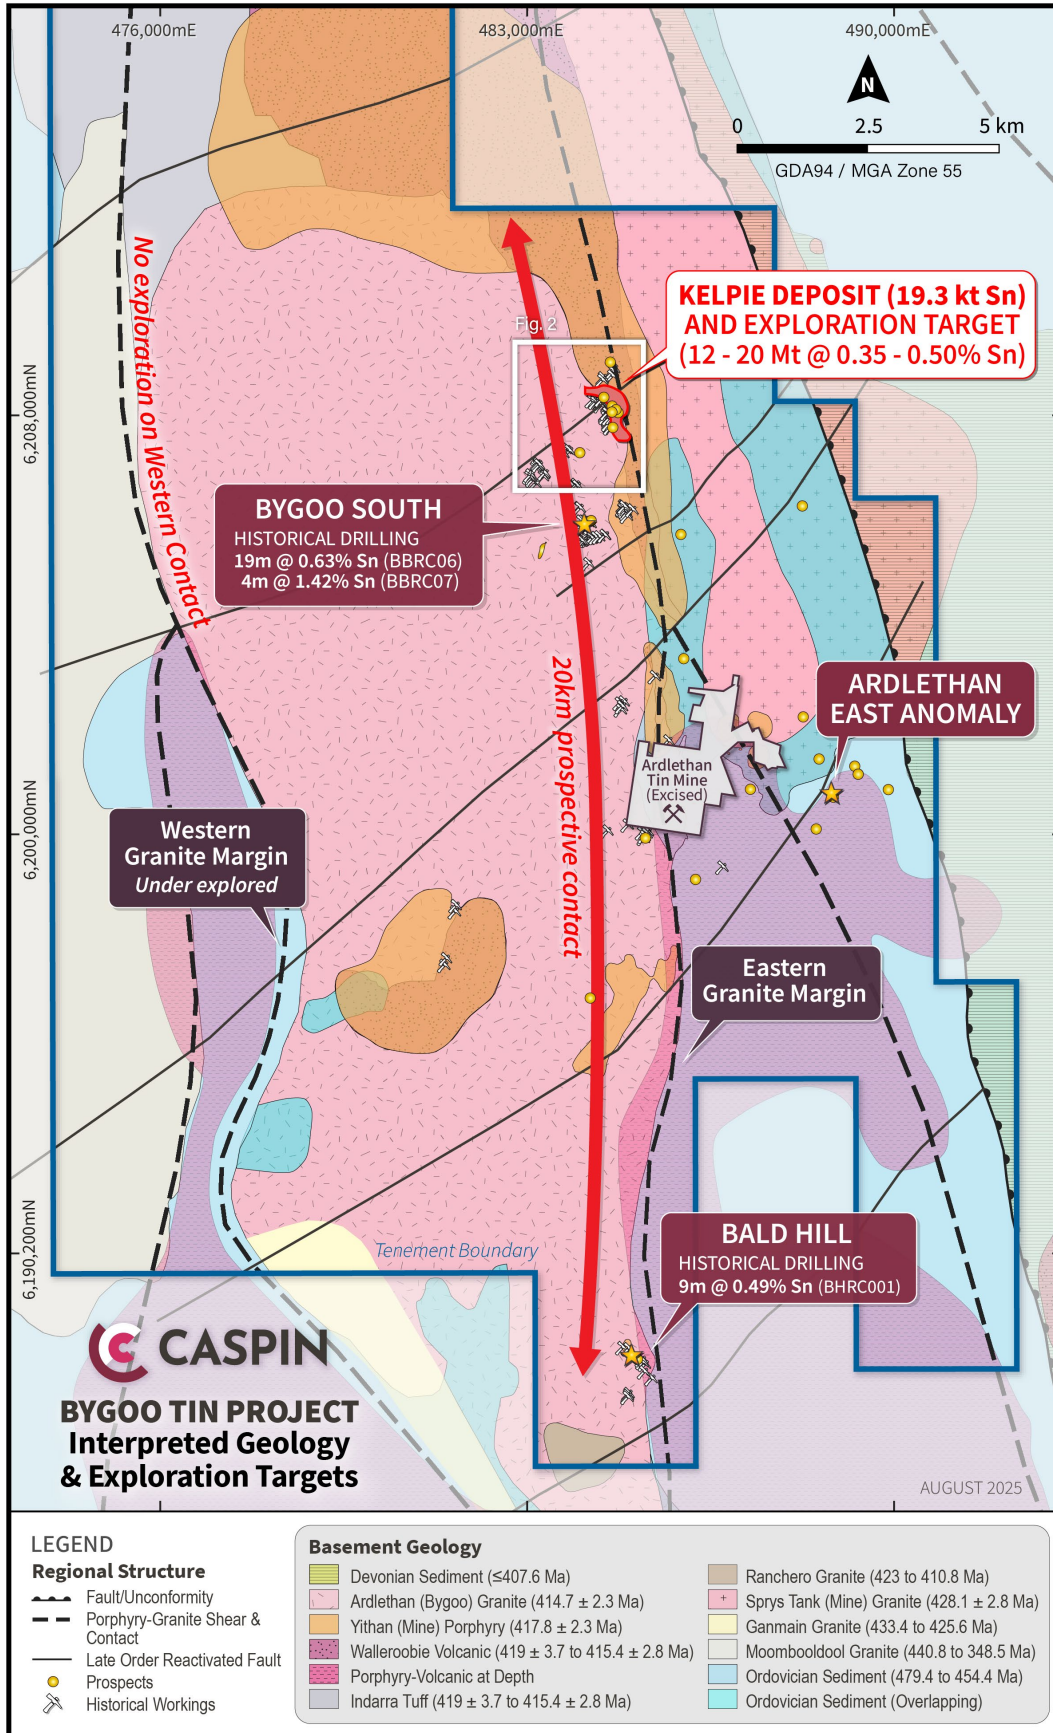 476,000mE
483,000mE
490,000mE
N
0 2.5 5 km
GDA94 / MGA Zone 55
6,208,000mN
6,200,000mN
6,190,200mN
No exploration on Western Contact
Fig. 2
KELPIE DEPOSIT (19.3 kt Sn)
AND EXPLORATION TARGET
(12 - 20 Mt @ 0.35 - 0.50% Sn)
BYGOO SOUTH
HISTORICAL DRILLING
19m @ 0.63% Sn (BBRC06)
4m @ 1.42% Sn (BBRC07)
20km prospective contact
ARDLETHAN
EAST ANOMALY
Ardlethan
Tin Mine
(Excised)
Western
Granite Margin
Under explored
Eastern
Granite Margin
BALD HILL
HISTORICAL DRILLING
9m @ 0.49% Sn (BHRC001)
Tenement Boundary
CASPIN
BYGOO TIN PROJECT
Interpreted Geology
& Exploration Targets
AUGUST 2025
LEGEND
Regional Structure
Fault/Unconformity
Porphyry-Granite Shear &
Contact
Late Order Reactivated Fault
Prospects
Historical Workings
Basement Geology
Devonian Sediment (≤407.6 Ma)
Ardlethan (Bygoo) Granite (414.7 ± 2.3 Ma)
Yithan (Mine) Porphyry (417.8 ± 2.3 Ma)
Walleroobie Volcanic (419 ± 3.7 to 415.4 ± 2.8 Ma)
Porphyry-Volcanic at Depth
Indarra Tuff (419 ± 3.7 to 415.4 ± 2.8 Ma)
Ranchero Granite (423 to 410.8 Ma)
Sprys Tank (Mine) Granite (428.1 ± 2.8 Ma)
Ganmain Granite (433.4 to 425.6 Ma)
Moombooldool Granite (440.8 to 348.5 Ma)
Ordovician Sediment (479.4 to 454.4 Ma)
Ordovician Sediment (Overlapping)